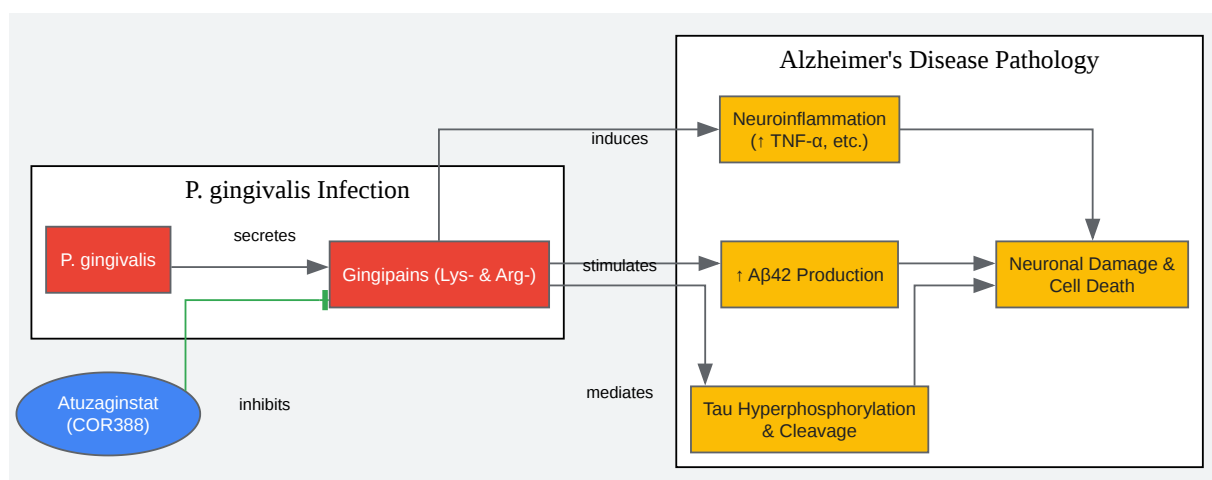 Alzheimer's Disease Pathology
Neuroinflammation
(↑ TNF-α, etc.)
induces
P. gingivalis Infection
secretes
P. gingivalis
Gingipains (Lys- & Arg-)
stimulates
↑ Aβ42 Production
Neuronal Damage &
Cell Death
Atuzaginstat
(COR388)
inhibits
mediates
Tau Hyperphosphorylation
& Cleavage